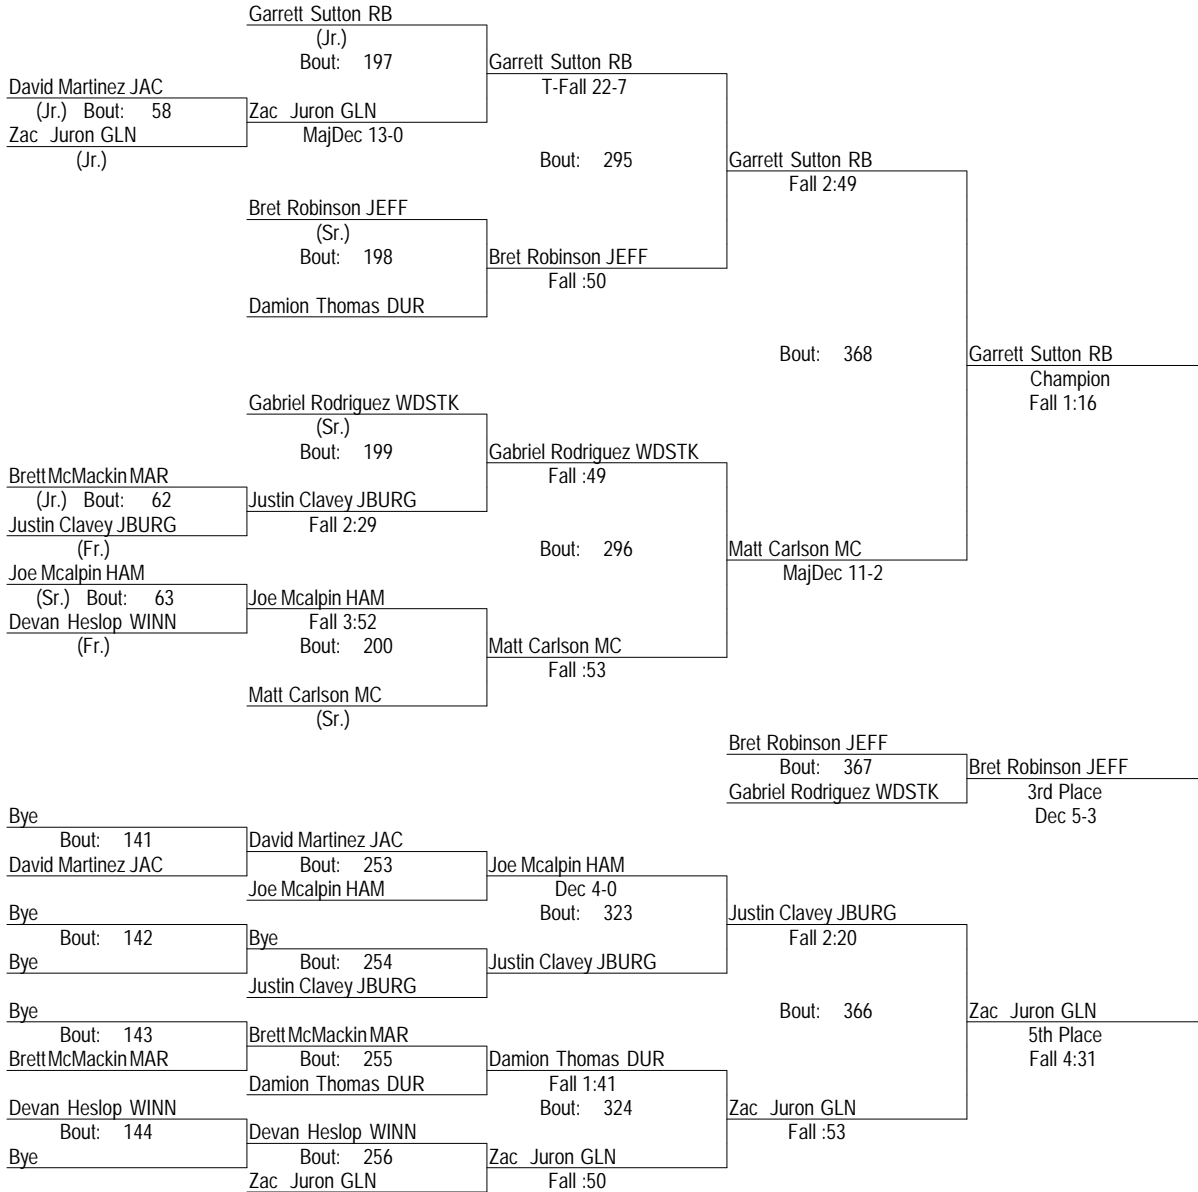 Garrett Sutton RB
(Jr.)
Bout: 197
Garrett Sutton RB
T-Fall 22-7
David Martinez JAC
(Jr.) Bout: 58
Zac Juron GLN
Zac Juron GLN
MajDec 13-0
(Jr.)
Bout: 295
Garrett Sutton RB
Fall 2:49
Bret Robinson JEFF
(Sr.)
Bout: 198
Bret Robinson JEFF
Fall :50
Damion Thomas DUR
Bout: 368
Garrett Sutton RB
Champion
Fall 1:16
Gabriel Rodriguez WDSTK
(Sr.)
Bout: 199
Gabriel Rodriguez WDSTK
Fall :49
Brett McMackin MAR
(Jr.) Bout: 62
Justin Clavey JBURG
Justin Clavey JBURG
Fall 2:29
(Fr.)
Bout: 296
Matt Carlson MC
MajDec 11-2
Joe Mcalpin HAM
(Sr.) Bout: 63
Joe Mcalpin HAM
Devan Heslop WINN
Fall 3:52
(Fr.)
Bout: 200
Matt Carlson MC
Fall :53
Matt Carlson MC
(Sr.)
Bret Robinson JEFF
Bout: 367
Bret Robinson JEFF
Gabriel Rodriguez WDSTK
3rd Place
Dec 5-3
Bye
Bout: 141
David Martinez JAC
David Martinez JAC
Bout: 253
Joe Mcalpin HAM
Joe Mcalpin HAM
Dec 4-0
Bye
Bout: 323
Justin Clavey JBURG
Bout: 142
Bye
Fall 2:20
Bye
Bout: 254
Justin Clavey JBURG
Justin Clavey JBURG
Bye
Bout: 366
Zac Juron GLN
Bout: 143
Brett McMackin MAR
5th Place
Brett McMackin MAR
Bout: 255
Damion Thomas DUR
Fall 4:31
Damion Thomas DUR
Fall 1:41
Devan Heslop WINN
Bout: 324
Zac Juron GLN
Bout: 144
Devan Heslop WINN
Fall :53
Bye
Bout: 256
Zac Juron GLN
Zac Juron GLN
Fall :50